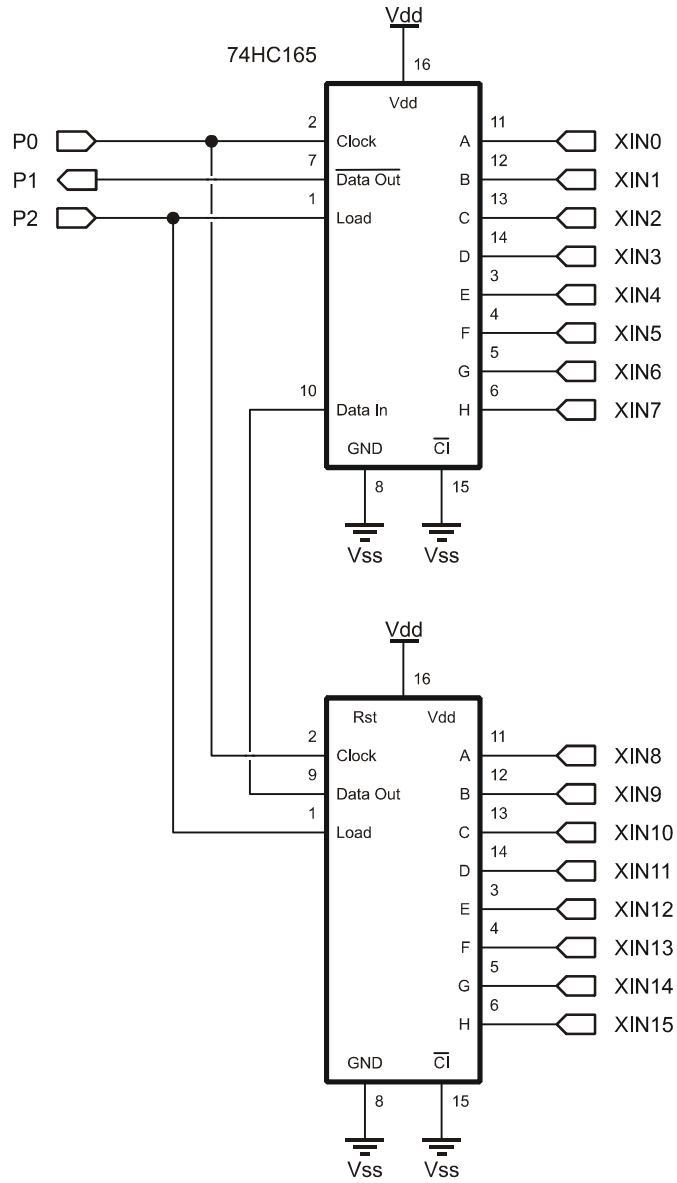 Vdd
74HC165
16
Vdd
P0 2 Clock A 11 XIN0
P1 7 Data Out B 12 XIN1
P2 1 Load C 13 XIN2
D 14 XIN3
E 3 XIN4
F 4 XIN5
G 5 XIN6
10 Data In H 6 XIN7
GND CI
8 15
Vss Vss
Vdd
16
Rst Vdd
2 Clock A 11 XIN8
9 Data Out B 12 XIN9
1 Load C 13 XIN10
D 14 XIN11
E 3 XIN12
F 4 XIN13
G 5 XIN14
H 6 XIN15
GND CI
8 15
Vss Vss